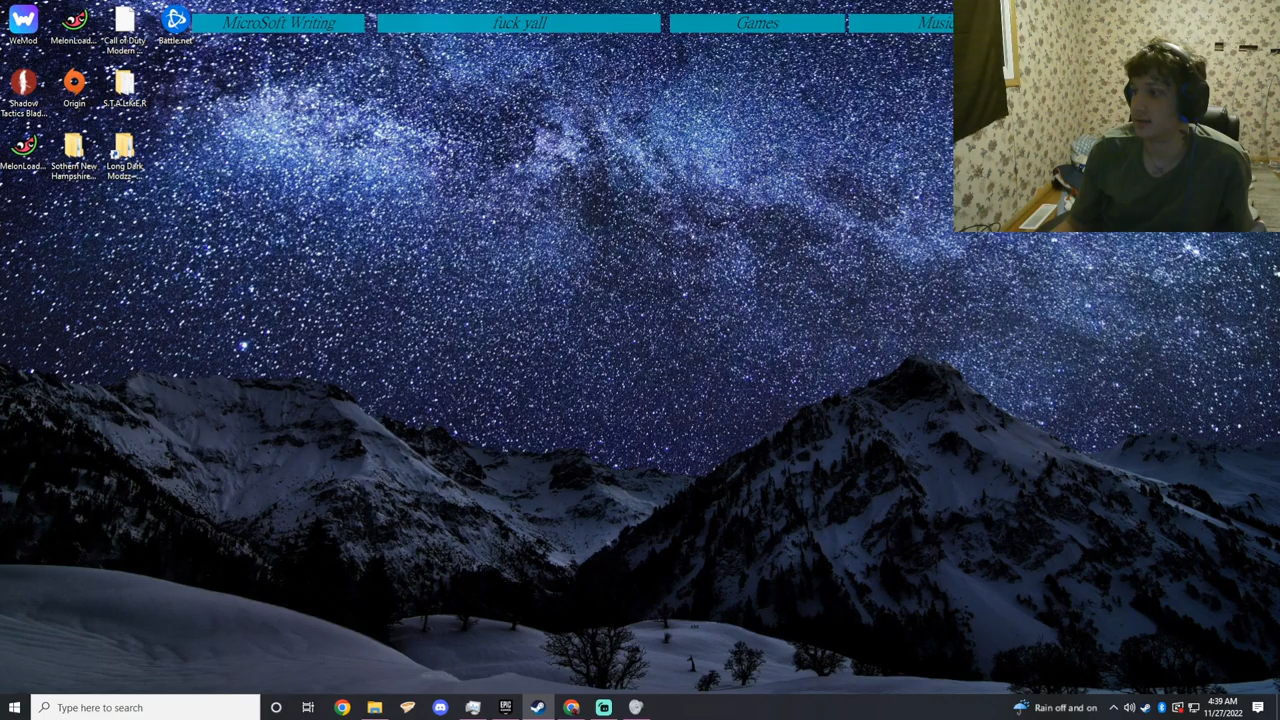 MicroSoft Writing
fuck yall
Games
Music
WeMod
MelonLoad...
Call of Duty
Modern ...
Battle.net
Shadow
Tactics Blad...
Origin
S.T.A.L.K.E.R
MelonLoad...
Sothern New
Hampshire...
Long Dark
Modzz-...
EPIC
Type here to search
Rain off and on
4:39 AM
11/27/2022